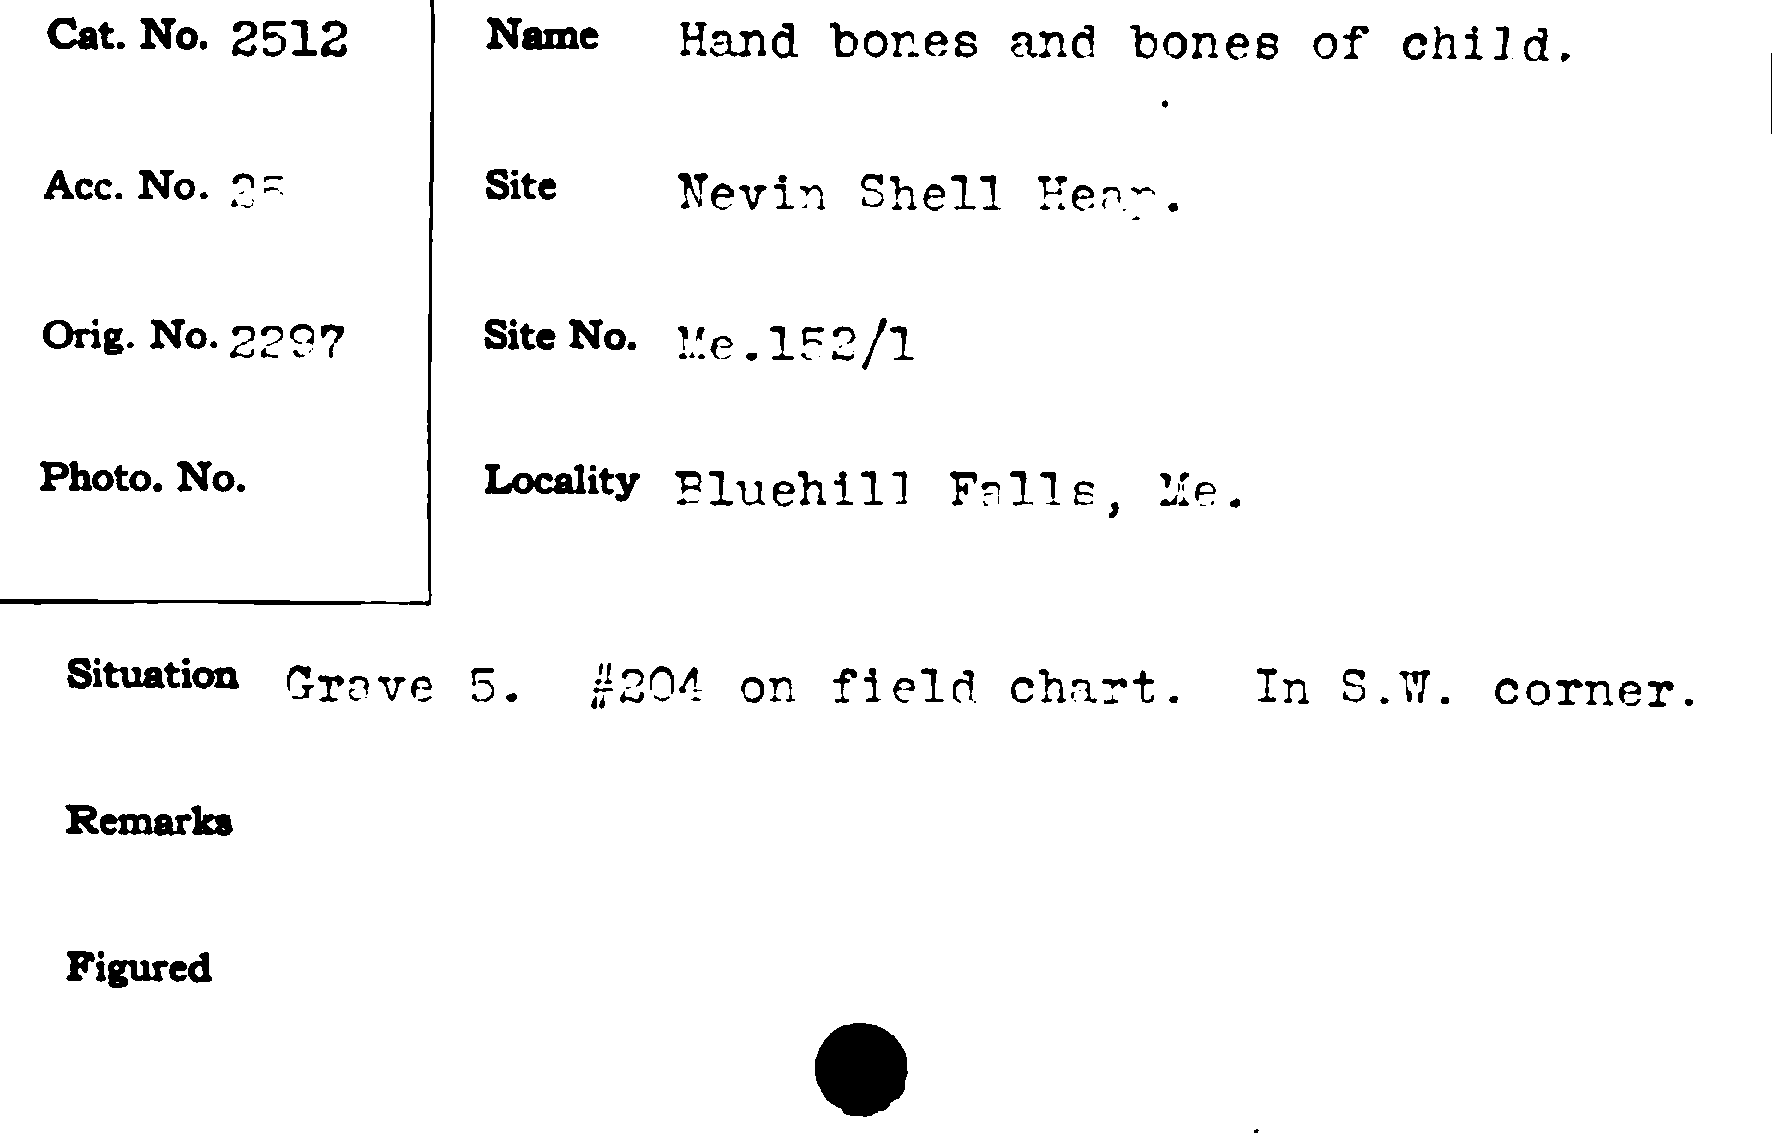 Cat. No. 2512 Name Hand bones and bones of child.
Acc. No. 25 Site Nevin Shell Heap.
Orig. No. 2297 Site No. Me.152/1
Photo. No. Locality Bluehill Falls, Me.
Situation Grave 5. #204 on field chart. In S.W. corner.
Remarks
Figured